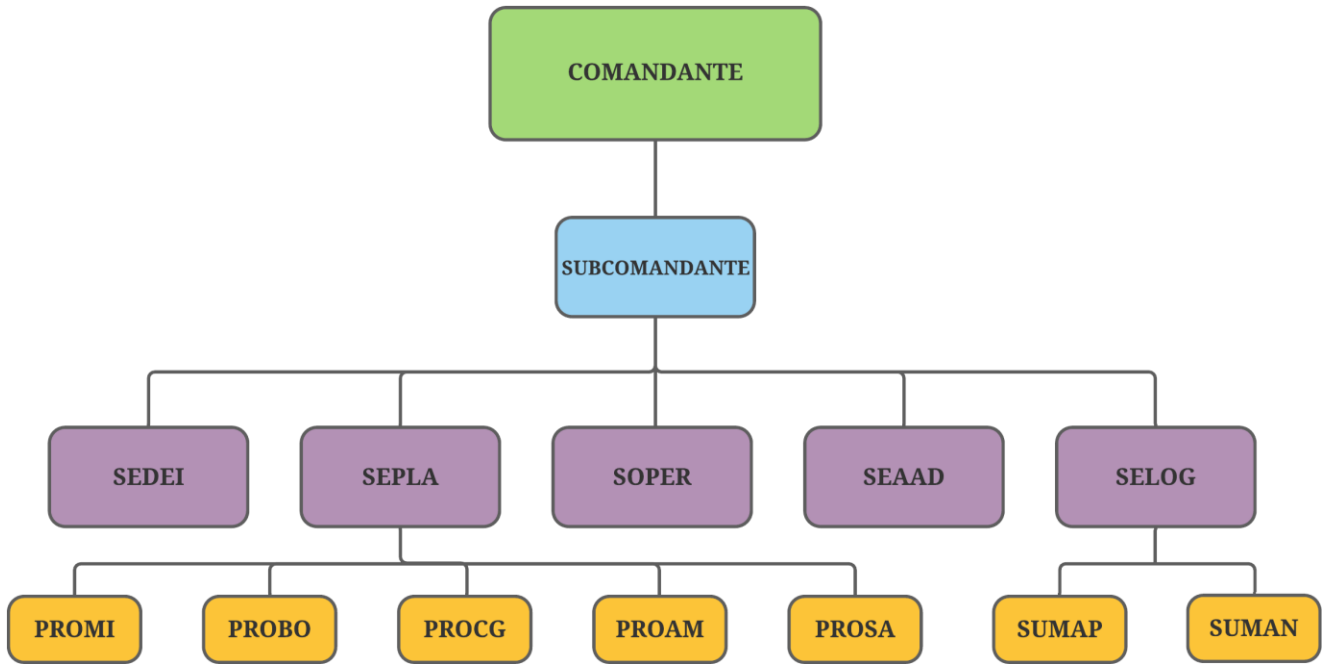 COMANDANTE
SUBCOMANDANTE
SEDEI
SEPLA
SOPER
SEAAD
SELOG
PROMI
PROBO
PROCG
PROAM
PROSA
SUMAP
SUMAN